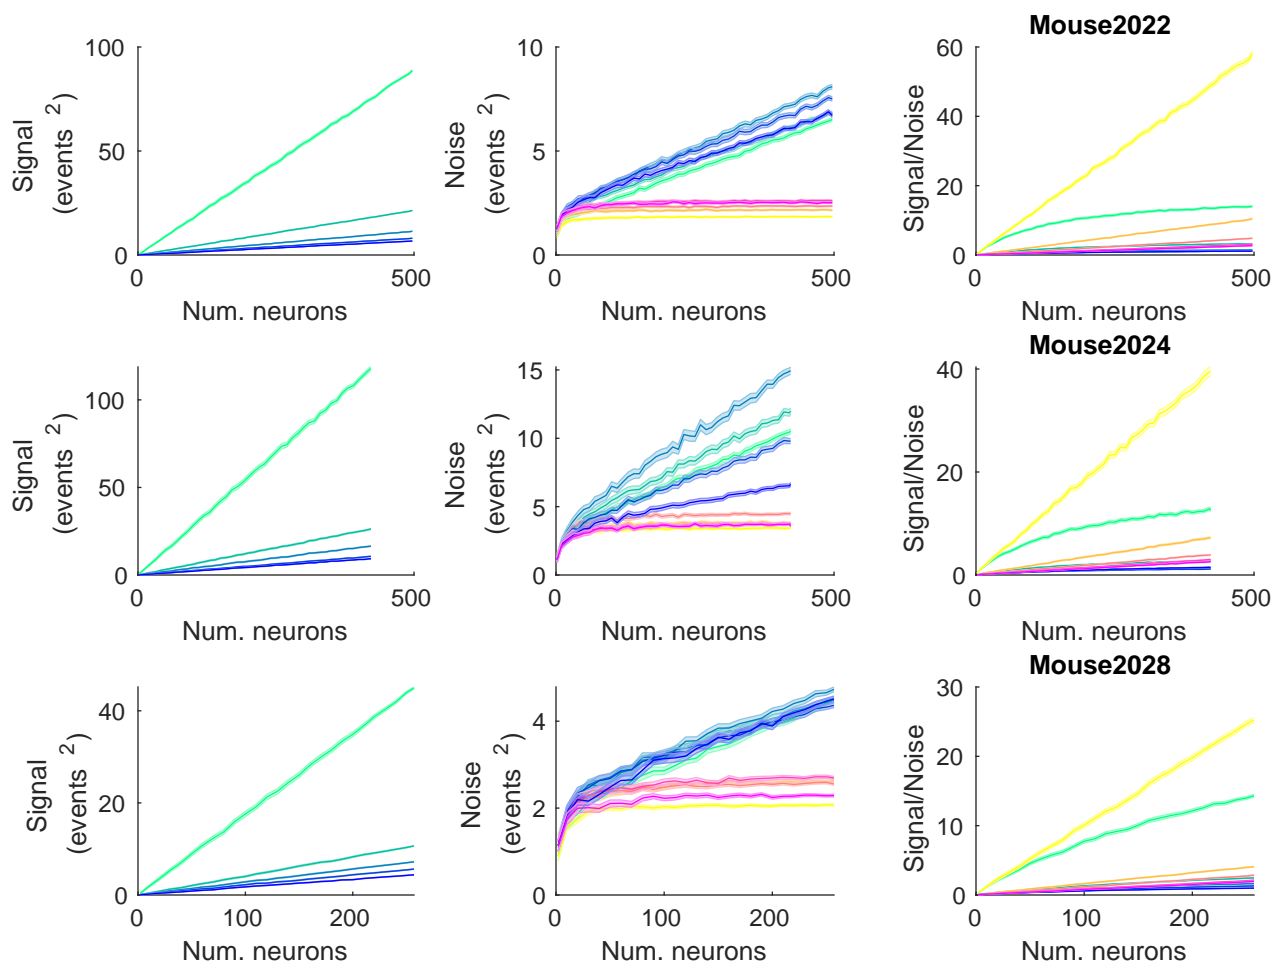 Mouse2022
100
50
0
Signal
(events 2)
0
500
Num. neurons
10
5
0
Noise
(events 2)
0
500
Num. neurons
60
40
20
0
Signal/Noise
0
500
Num. neurons
Mouse2024
100
50
0
Signal
(events 2)
0
500
Num. neurons
15
10
5
0
Noise
(events 2)
0
500
Num. neurons
40
20
0
Signal/Noise
0
500
Num. neurons
Mouse2028
40
20
0
Signal
(events 2)
0
100
200
Num. neurons
4
2
0
Noise
(events 2)
0
100
200
Num. neurons
30
20
10
0
Signal/Noise
0
100
200
Num. neurons